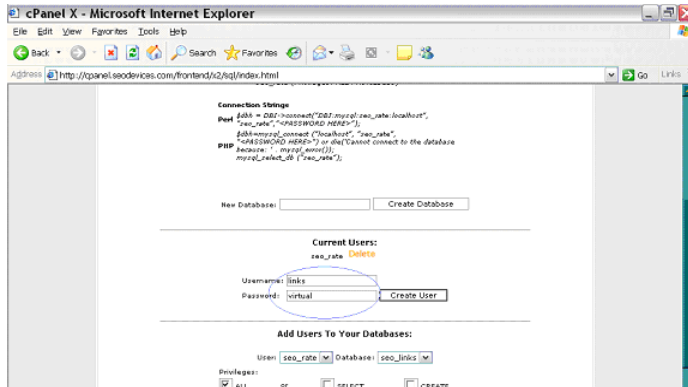 cPanel X - Microsoft Internet Explorer
File Edit View Favorites Tools Help
Back Search Favorites
Address http://cpanel.seodevices.com/frontend/x2/sql/index.html Go Links
Connection Strings
Perl $dbh = DBI->connect("DBI:mysql:seo_rate:localhost",
"seo_rate","<PASSWORD HERE>");
PHP $dbh=mysql_connect ("localhost", "seo_rate",
"<PASSWORD HERE>") or die('Cannot connect to the database
because: ' . mysql_error());
mysql_select_db ("seo_rate");
New Database: Create Database
Current Users:
seo_rate Delete
Username: links
Password: virtual Create User
Add Users To Your Databases:
User: seo_rate Database: seo_links
Privileges:
ALL or SELECT CREATE